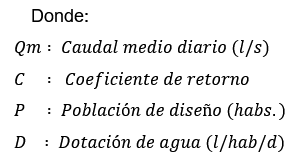 Donde:
Qm : Caudal medio diario (l/s)
C : Coeficiente de retorno
P : Población de diseño (habs.)
D : Dotación de agua (l/hab/d)